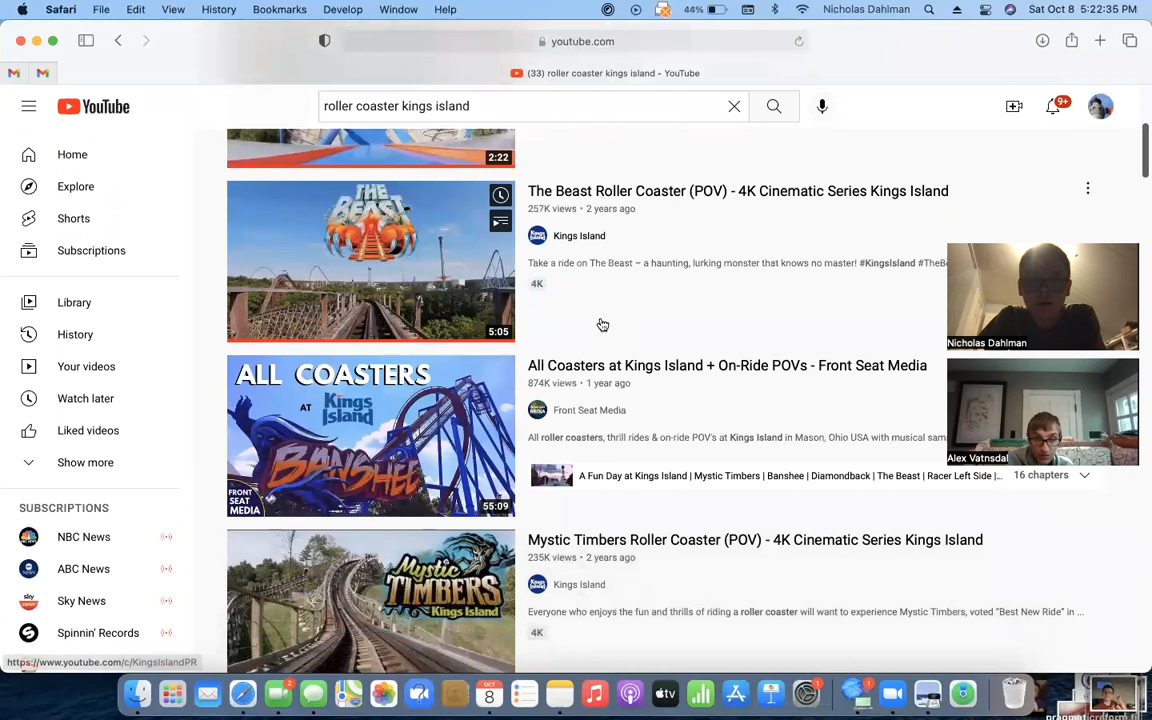 Safari File Edit View History Bookmarks Develop Window Help 44% Nicholas Dahlman Sat Oct 8 5:22:35 PM
youtube.com
(33) roller coaster kings island - YouTube
YouTube
roller coaster kings island
9+
Home
Explore
Shorts
Subscriptions
Library
History
Your videos
Watch later
Liked videos
Show more
SUBSCRIPTIONS
NBC News
ABC News
Sky News
Spinnin' Records
https://www.youtube.com/c/KingsIslandPR
2:22
THE
BEAST
5:05
The Beast Roller Coaster (POV) - 4K Cinematic Series Kings Island
257K views • 2 years ago
Kings Island
Take a ride on The Beast – a haunting, lurking monster that knows no master! #KingsIsland #TheBe
4K
ALL COASTERS
AT Kings Island
BANSHEE
FRONT
SEAT
MEDIA
55:09
All Coasters at Kings Island + On-Ride POVs - Front Seat Media
874K views • 1 year ago
Front Seat Media
All roller coasters, thrill rides & on-ride POV's at Kings Island in Mason, Ohio USA with musical sam
A Fun Day at Kings Island | Mystic Timbers | Banshee | Diamondback | The Beast | Racer Left Side |... 16 chapters
Mystic
TIMBERS
Kings Island
Mystic Timbers Roller Coaster (POV) - 4K Cinematic Series Kings Island
235K views • 2 years ago
Kings Island
Everyone who enjoys the fun and thrills of riding a roller coaster will want to experience Mystic Timbers, voted "Best New Ride" in ...
4K
Nicholas Dahlman
Alex Vatnsdal
2
OCT
8
tv
1
1